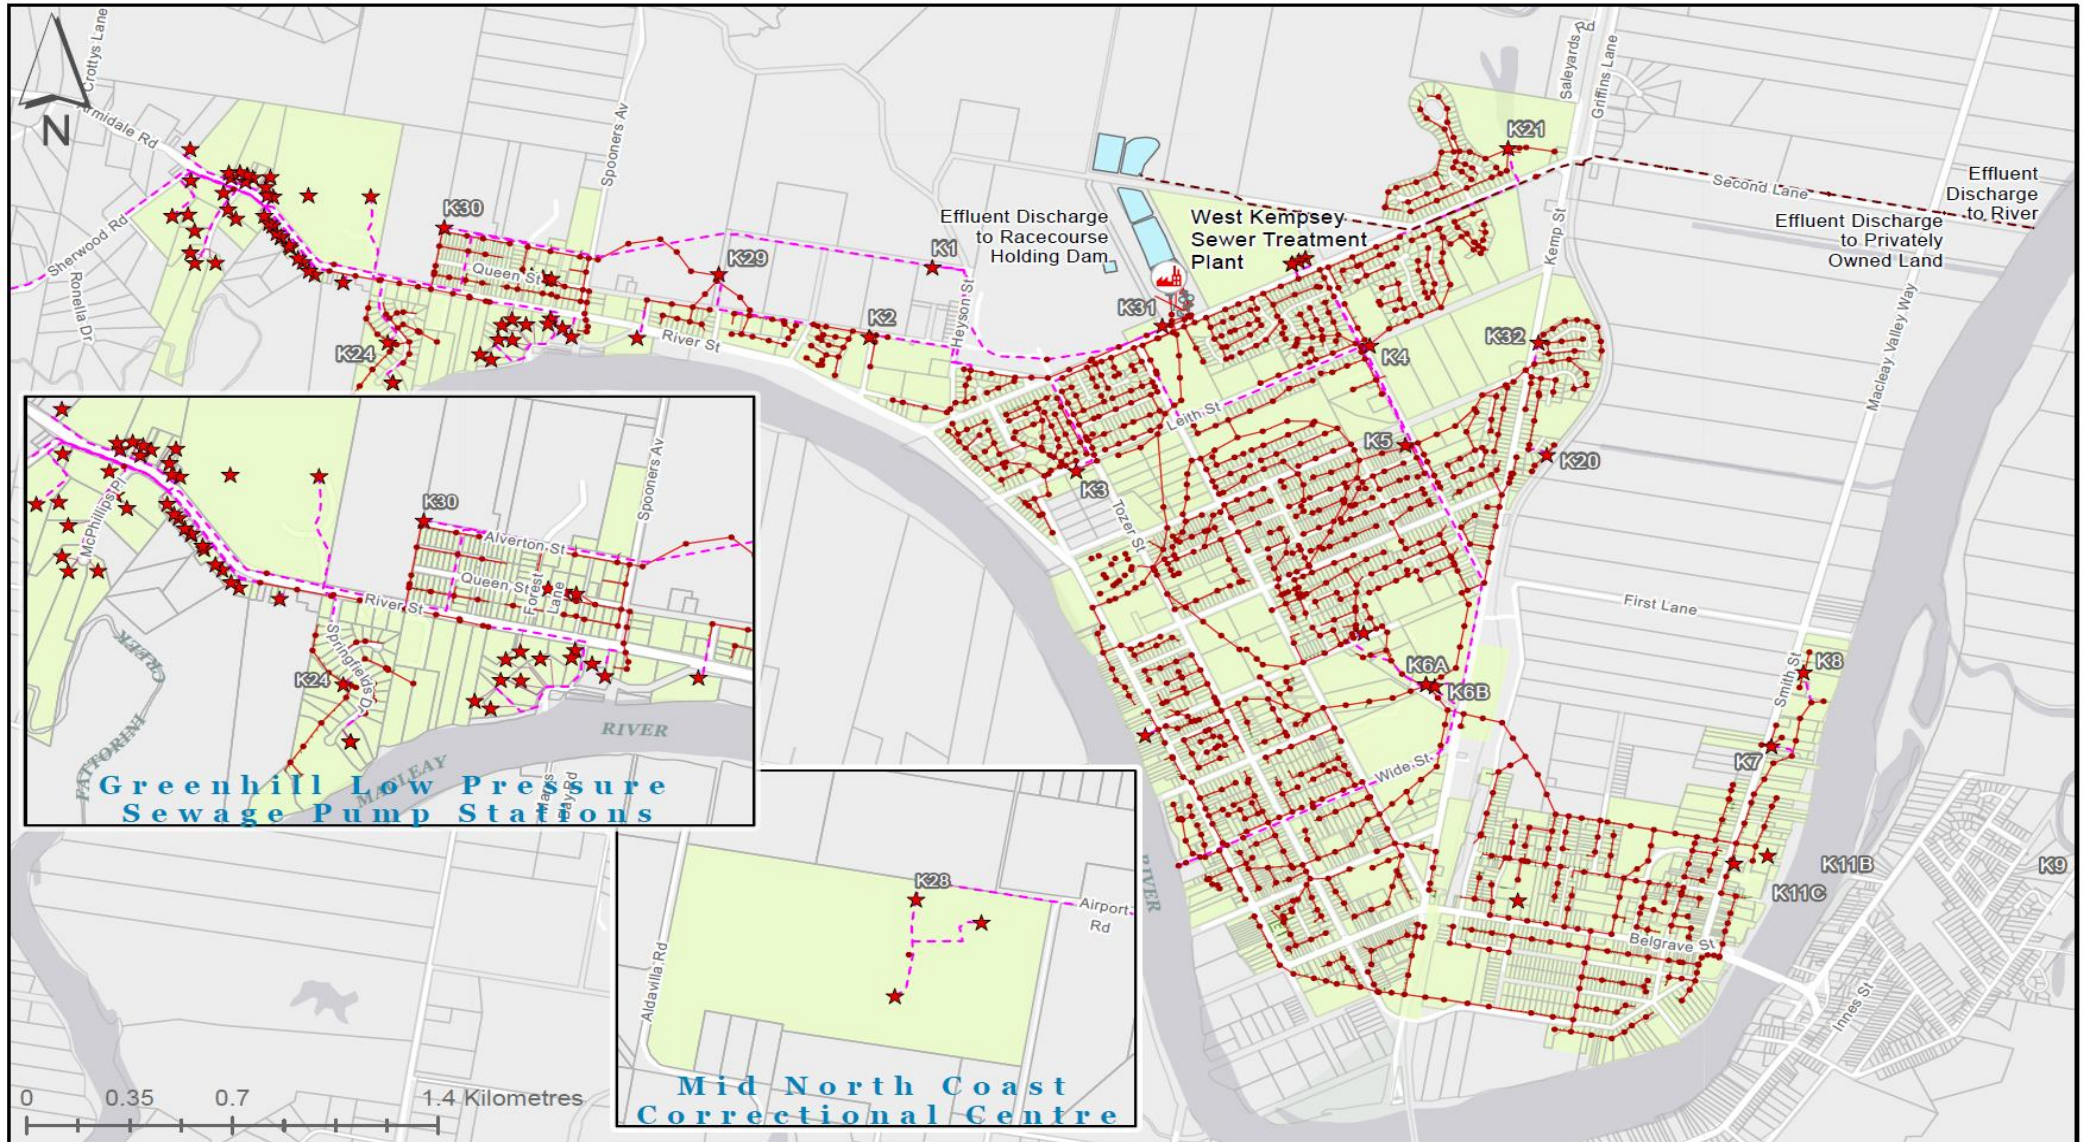 Crottys Lane
Armidale Rd
N
Spooners Av
Saleyards Rd
Griffins Lane
K21
Effluent
Discharge
to River
Second Lane
Sherwood Rd
Ronella Dr
K30
Queen St
K29
K1
Effluent Discharge
to Racecourse
Holding Dam
West Kempsey
Sewer Treatment
Plant
Effluent Discharge
to Privately
Owned Land
Kemp St
Heyson St
K31
K2
River St
K24
K4
K32
Macleay Valley Way
Leith St
K5
K20
K3
Tozer St
First Lane
K6A
K6B
K8
Smith St
K7
Wide St
RIVER
K11B
K9
K11C
Belgrave St
Innes St
McPhillips Pl
K30
Alverton St
Spooners Av
Queen St
Forest
Lane
River St
Springfields Dr
K24
CREEK
FATTORINI
MACLEAY
RIVER
Maris
Bay Rd
Greenhill Low Pressure
Sewage Pump Stations
K28
Airport
Rd
Aldavilla Rd
Mid North Coast
Correctional Centre
0 0.35 0.7 1.4 Kilometres